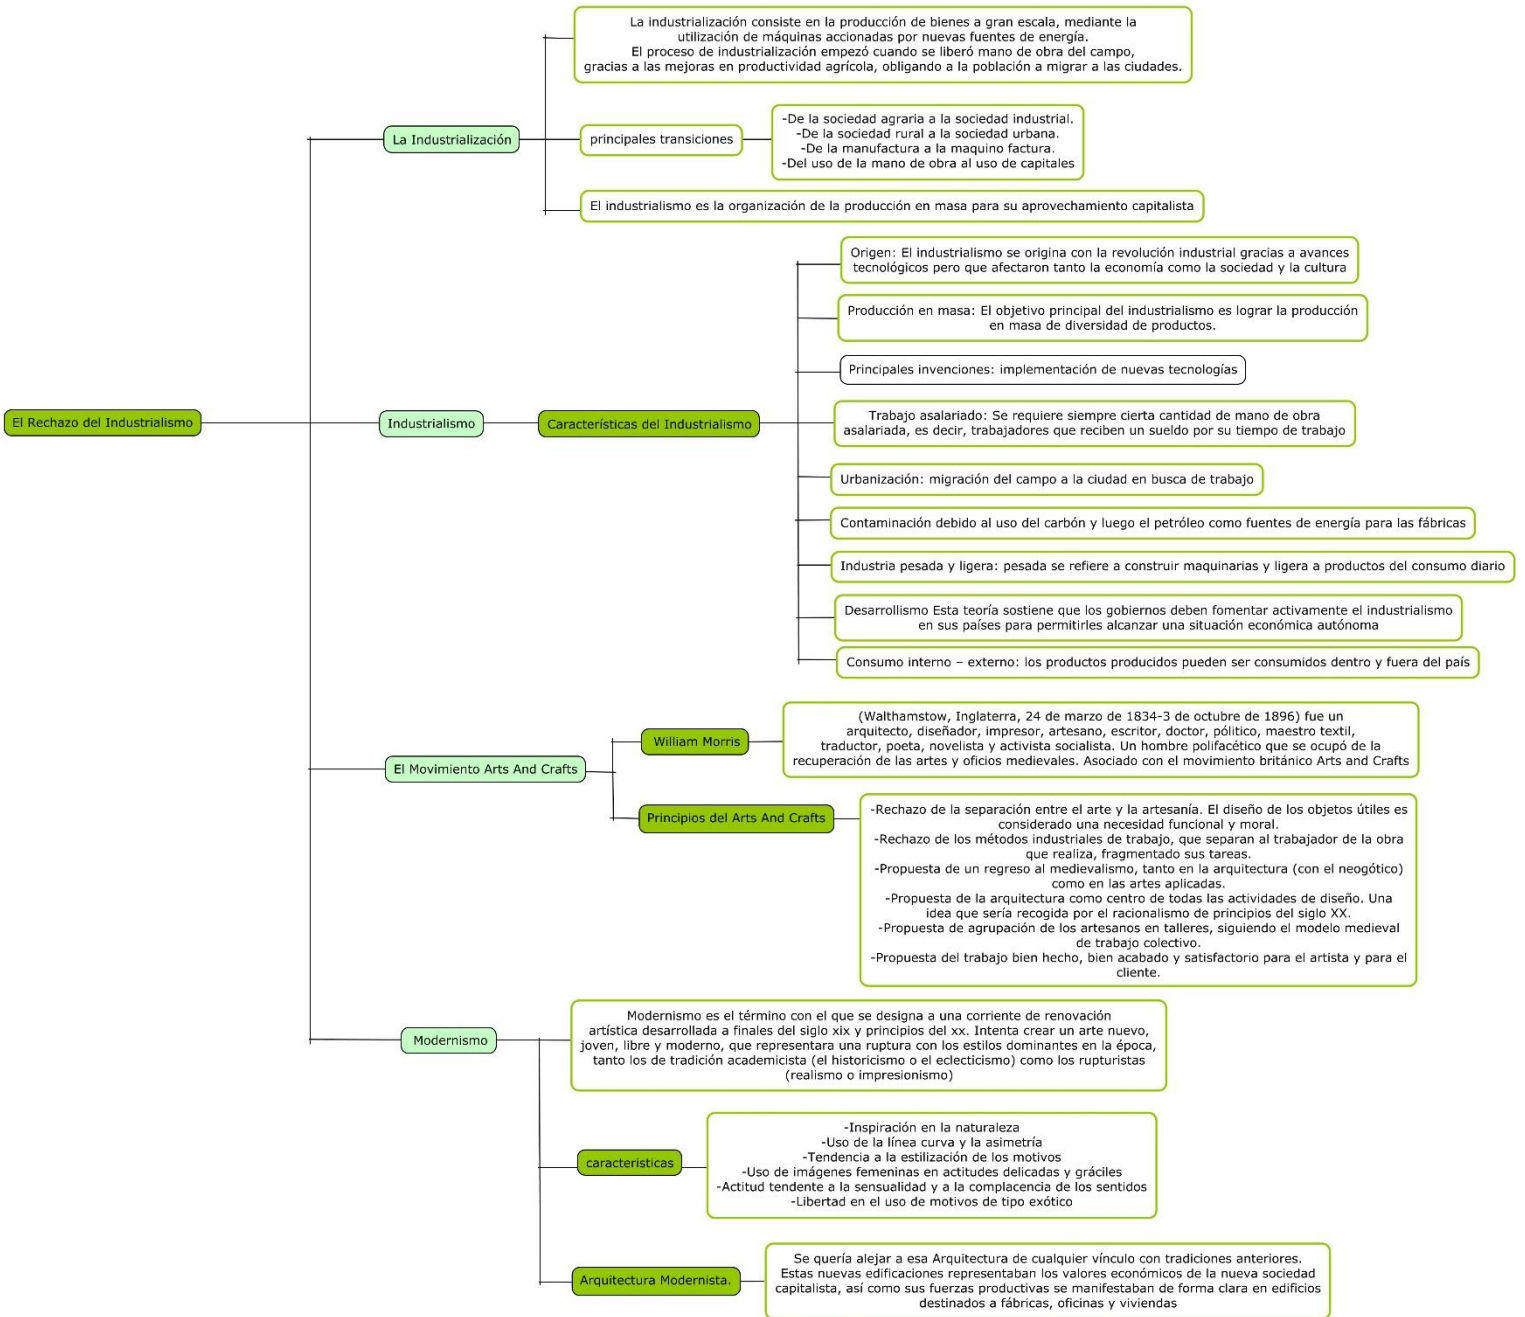 El Rechazo del Industrialismo
La Industrialización
La industrialización consiste en la producción de bienes a gran escala, mediante la
utilización de máquinas accionadas por nuevas fuentes de energía.
El proceso de industrialización empezó cuando se liberó mano de obra del campo,
gracias a las mejoras en productividad agrícola, obligando a la población a migrar a las ciudades.
principales transiciones
-De la sociedad agraria a la sociedad industrial.
-De la sociedad rural a la sociedad urbana.
-De la manufactura a la maquino factura.
-Del uso de la mano de obra al uso de capitales
El industrialismo es la organización de la producción en masa para su aprovechamiento capitalista
Industrialismo
Características del Industrialismo
Origen: El industrialismo se origina con la revolución industrial gracias a avances
tecnológicos pero que afectaron tanto la economía como la sociedad y la cultura
Producción en masa: El objetivo principal del industrialismo es lograr la producción
en masa de diversidad de productos.
Principales invenciones: implementación de nuevas tecnologías
Trabajo asalariado: Se requiere siempre cierta cantidad de mano de obra
asalariada, es decir, trabajadores que reciben un sueldo por su tiempo de trabajo
Urbanización: migración del campo a la ciudad en busca de trabajo
Contaminación debido al uso del carbón y luego el petróleo como fuentes de energía para las fábricas
Industria pesada y ligera: pesada se refiere a construir maquinarias y ligera a productos del consumo diario
Desarrollismo Esta teoría sostiene que los gobiernos deben fomentar activamente el industrialismo
en sus países para permitirles alcanzar una situación económica autónoma
Consumo interno – externo: los productos producidos pueden ser consumidos dentro y fuera del país
El Movimiento Arts And Crafts
William Morris
(Walthamstow, Inglaterra, 24 de marzo de 1834-3 de octubre de 1896) fue un
arquitecto, diseñador, impresor, artesano, escritor, doctor, pólitico, maestro textil,
traductor, poeta, novelista y activista socialista. Un hombre polifacético que se ocupó de la
recuperación de las artes y oficios medievales. Asociado con el movimiento británico Arts and Crafts
Principios del Arts And Crafts
-Rechazo de la separación entre el arte y la artesanía. El diseño de los objetos útiles es
considerado una necesidad funcional y moral.
-Rechazo de los métodos industriales de trabajo, que separan al trabajador de la obra
que realiza, fragmentado sus tareas.
-Propuesta de un regreso al medievalismo, tanto en la arquitectura (con el neogótico)
como en las artes aplicadas.
-Propuesta de la arquitectura como centro de todas las actividades de diseño. Una
idea que sería recogida por el racionalismo de principios del siglo XX.
-Propuesta de agrupación de los artesanos en talleres, siguiendo el modelo medieval
de trabajo colectivo.
-Propuesta del trabajo bien hecho, bien acabado y satisfactorio para el artista y para el
cliente.
Modernismo
Modernismo es el término con el que se designa a una corriente de renovación
artística desarrollada a finales del siglo xix y principios del xx. Intenta crear un arte nuevo,
joven, libre y moderno, que representara una ruptura con los estilos dominantes en la época,
tanto los de tradición academicista (el historicismo o el eclecticismo) como los rupturistas
(realismo o impresionismo)
caracteristicas
-Inspiración en la naturaleza
-Uso de la línea curva y la asimetría
-Tendencia a la estilización de los motivos
-Uso de imágenes femeninas en actitudes delicadas y gráciles
-Actitud tendente a la sensualidad y a la complacencia de los sentidos
-Libertad en el uso de motivos de tipo exótico
Arquitectura Modernista.
Se quería alejar a esa Arquitectura de cualquier vínculo con tradiciones anteriores.
Estas nuevas edificaciones representaban los valores económicos de la nueva sociedad
capitalista, así como sus fuerzas productivas se manifestaban de forma clara en edificios
destinados a fábricas, oficinas y viviendas